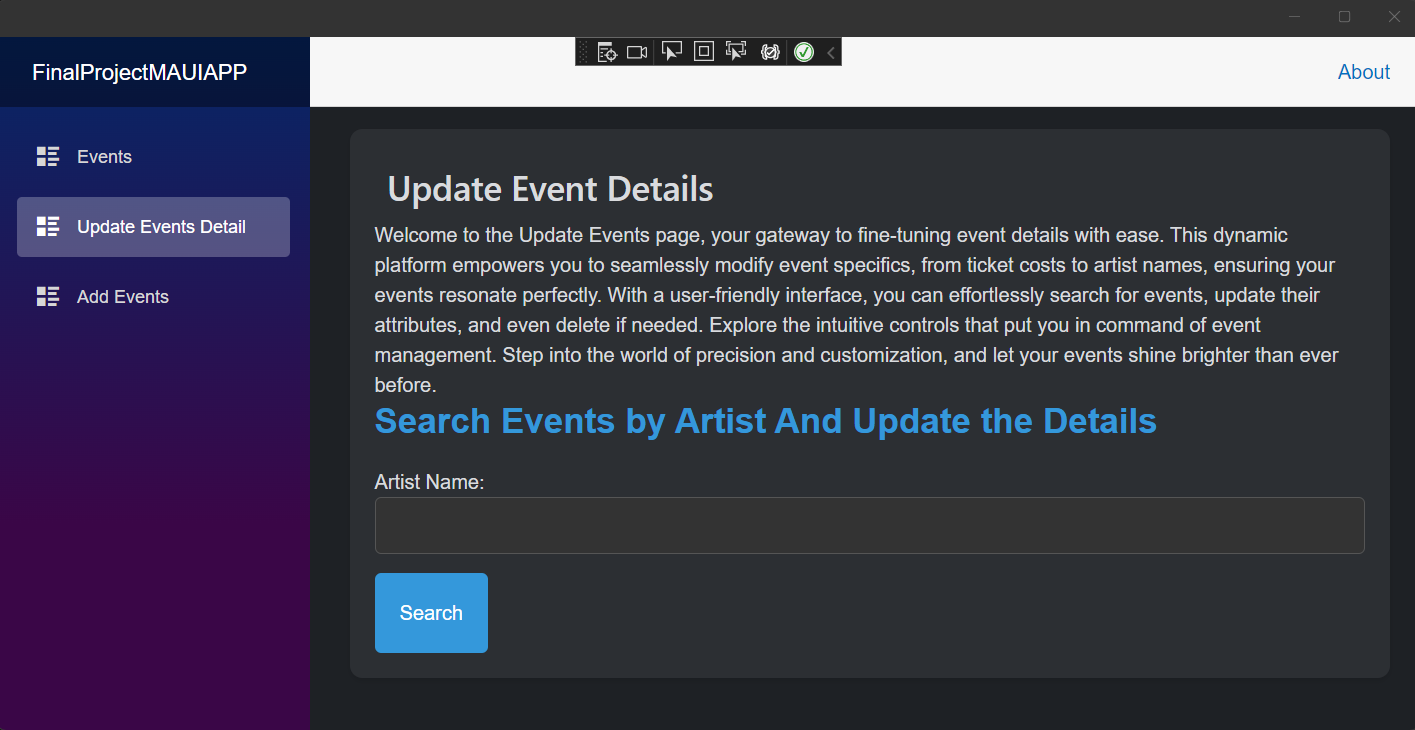 FinalProjectMAUIAPP
About
Events
Update Events Detail
Add Events
Update Event Details
Welcome to the Update Events page, your gateway to fine-tuning event details with ease. This dynamic
platform empowers you to seamlessly modify event specifics, from ticket costs to artist names, ensuring your
events resonate perfectly. With a user-friendly interface, you can effortlessly search for events, update their
attributes, and even delete if needed. Explore the intuitive controls that put you in command of event
management. Step into the world of precision and customization, and let your events shine brighter than ever
before.
Search Events by Artist And Update the Details
Artist Name:
Search